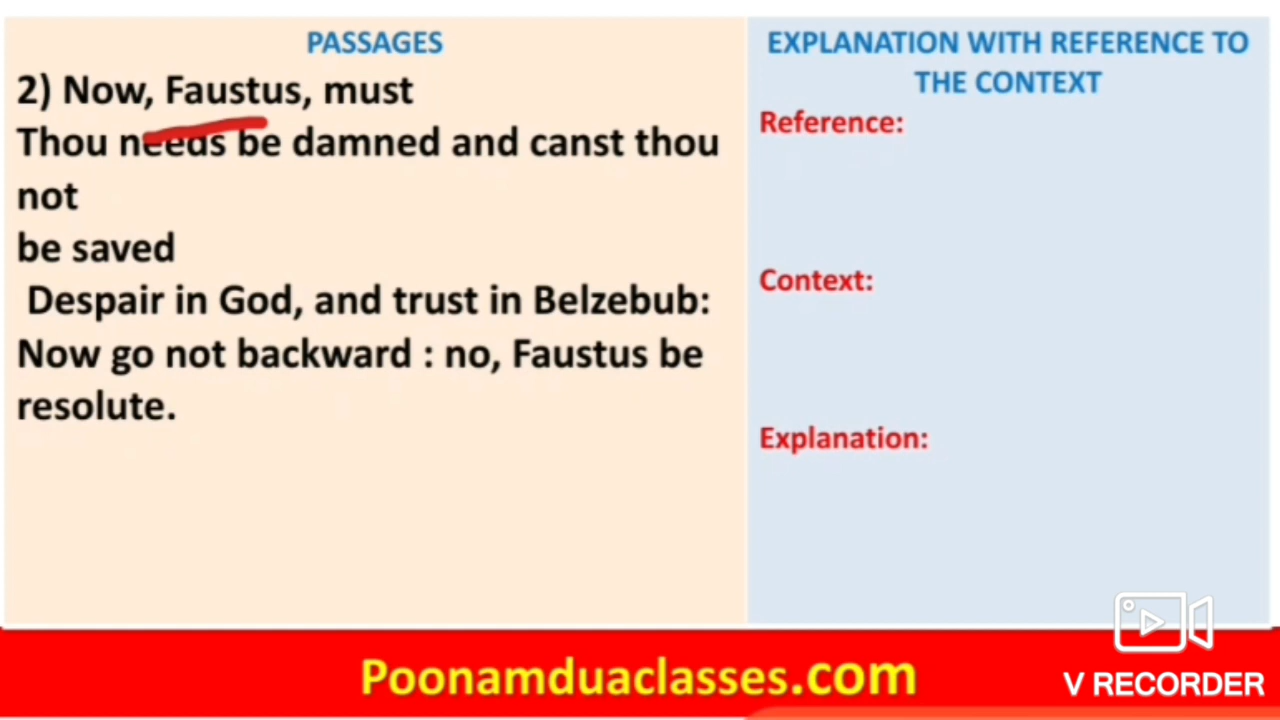 PASSAGES
2) Now, Faustus, must
Thou needs be damned and canst thou
not
be saved
Despair in God, and trust in Belzebub:
Now go not backward : no, Faustus be
resolute.
EXPLANATION WITH REFERENCE TO
THE CONTEXT
Reference:
Context:
Explanation:
Poonamduaclasses.com
V RECORDER